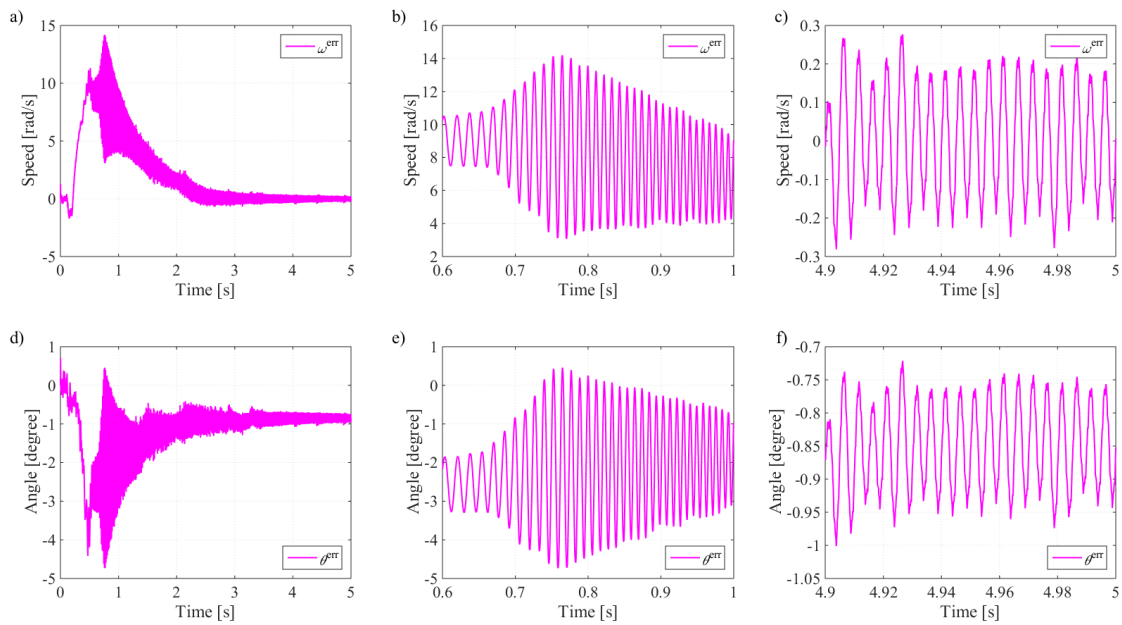 a)
15
10
5
0
-5
Speed [rad/s]
0 1 2 3 4 5
Time [s]
ω^err
b)
16
14
12
10
8
6
4
2
Speed [rad/s]
0.6 0.7 0.8 0.9 1
Time [s]
ω^err
c)
0.3
0.2
0.1
0
-0.1
-0.2
-0.3
Speed [rad/s]
4.9 4.92 4.94 4.96 4.98 5
Time [s]
ω^err
d)
1
0
-1
-2
-3
-4
-5
Angle [degree]
0 1 2 3 4 5
Time [s]
θ^err
e)
1
0
-1
-2
-3
-4
-5
Angle [degree]
0.6 0.7 0.8 0.9 1
Time [s]
θ^err
f)
-0.7
-0.75
-0.8
-0.85
-0.9
-0.95
-1
-1.05
Angle [degree]
4.9 4.92 4.94 4.96 4.98 5
Time [s]
θ^err